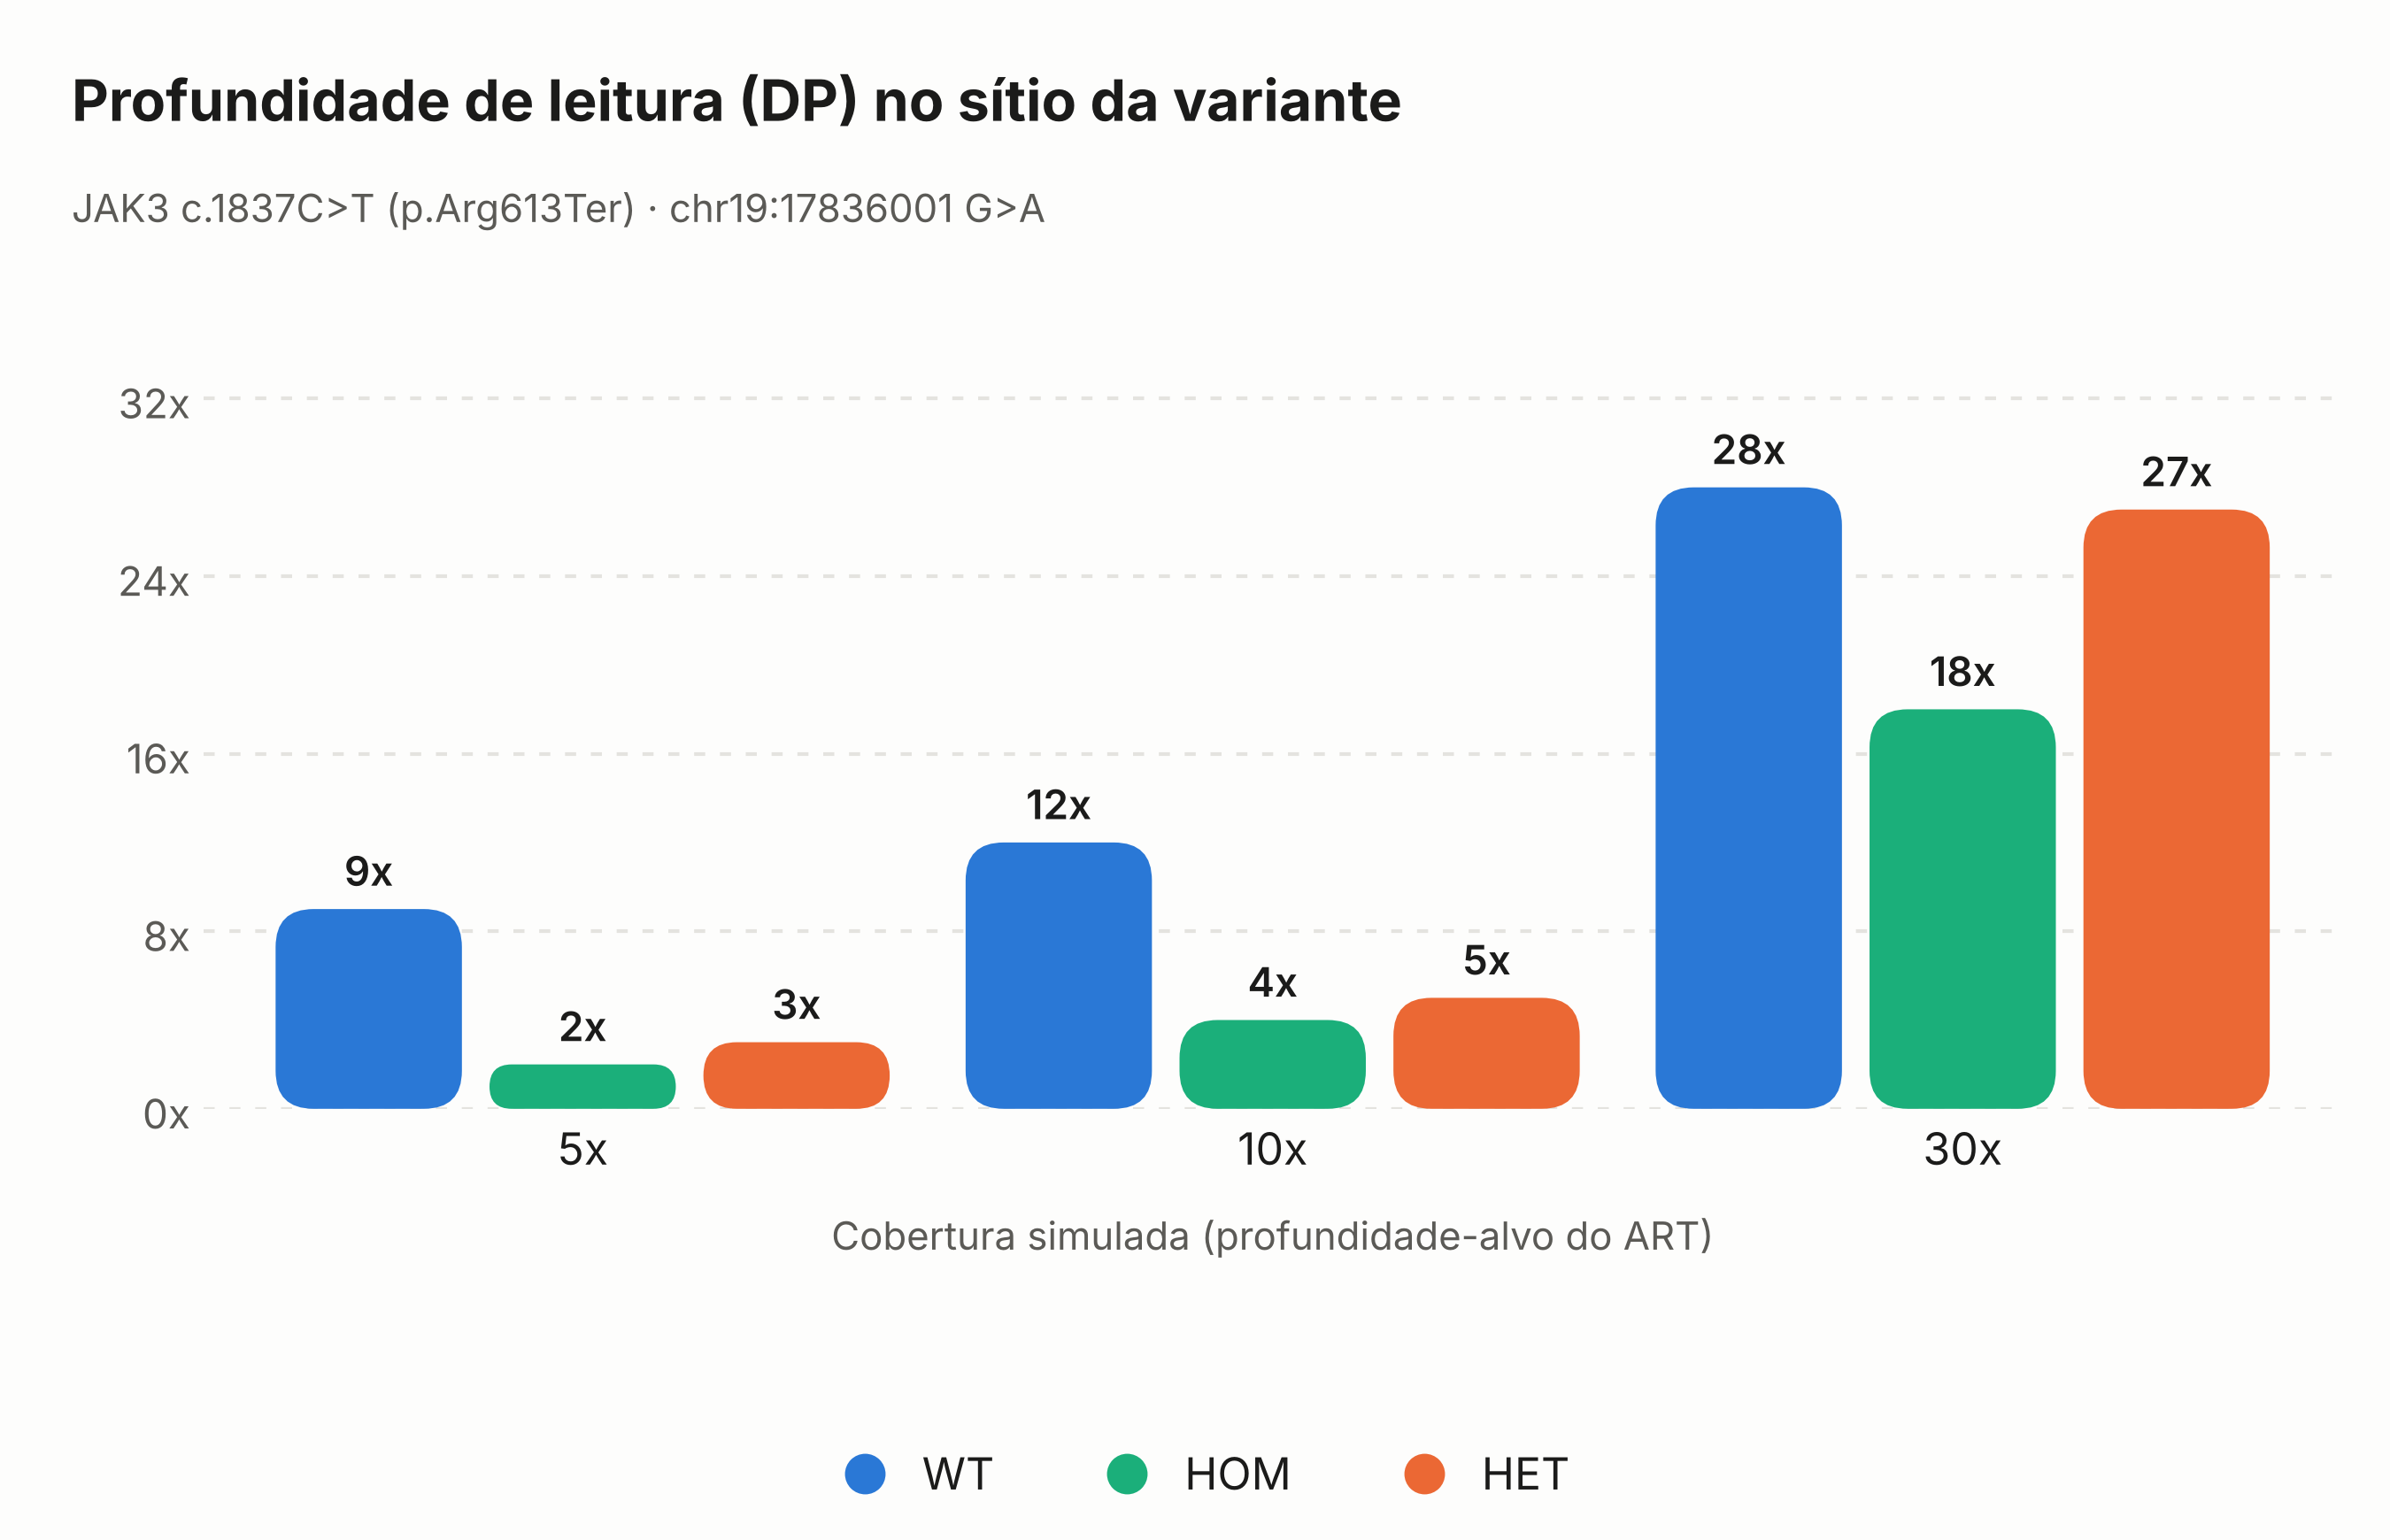 Profundidade de leitura (DP) no sítio da variante
JAK3 c.1837C>T (p.Arg613Ter) · chr19:17836001 G>A
32x
24x
16x
8x
0x
9x
2x
3x
12x
4x
5x
28x
18x
27x
5x
10x
30x
Cobertura simulada (profundidade-alvo do ART)
WT
HOM
HET